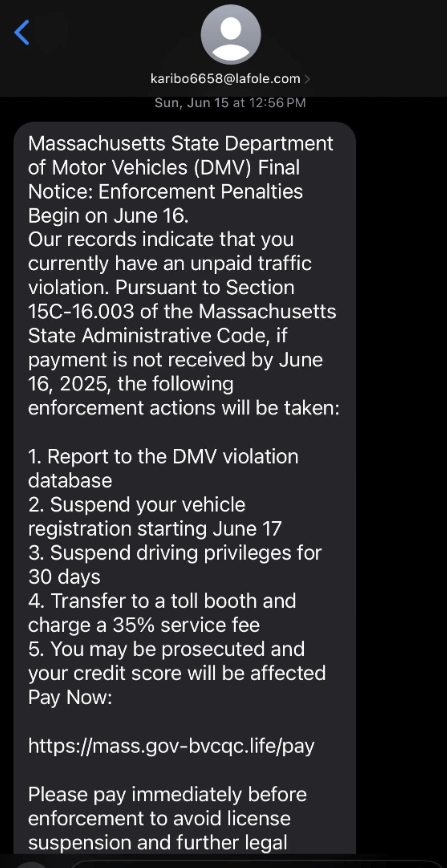 karibo6658@lafole.com
Sun, Jun 15 at 12:56 PM
Massachusetts State Department
of Motor Vehicles (DMV) Final
Notice: Enforcement Penalties
Begin on June 16.
Our records indicate that you
currently have an unpaid traffic
violation. Pursuant to Section
15C-16.003 of the Massachusetts
State Administrative Code, if
payment is not received by June
16, 2025, the following
enforcement actions will be taken:
1. Report to the DMV violation
database
2. Suspend your vehicle
registration starting June 17
3. Suspend driving privileges for
30 days
4. Transfer to a toll booth and
charge a 35% service fee
5. You may be prosecuted and
your credit score will be affected
Pay Now:
https://mass.gov-bvcqc.life/pay
Please pay immediately before
enforcement to avoid license
suspension and further legal